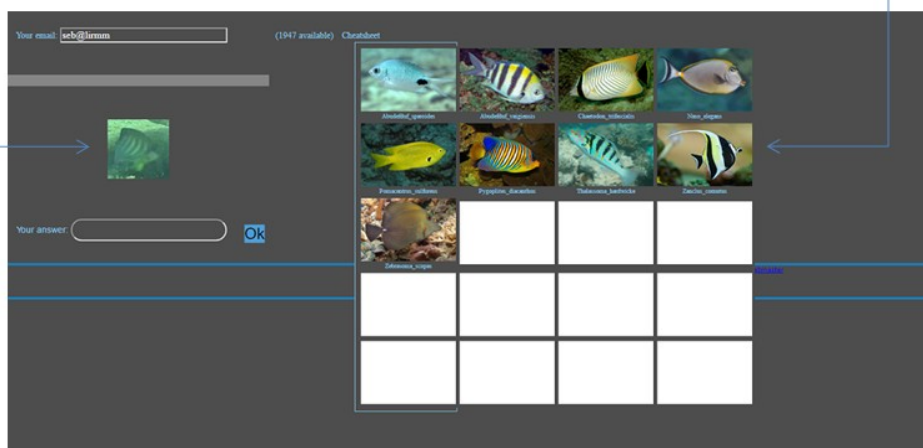 Your email: seb@lirmm
(1947 available) Cheatsheet
Abudefduf_sparoides
Abudefduf_vaigiensis
Chaetodon_trifascialis
Naso_elegans
Pomacentrus_sulfureus
Pygoplites_diacanthus
Thalassoma_hardwicke
Zanclus_cornutus
Your answer:
Ok
Zebrasoma_scopas